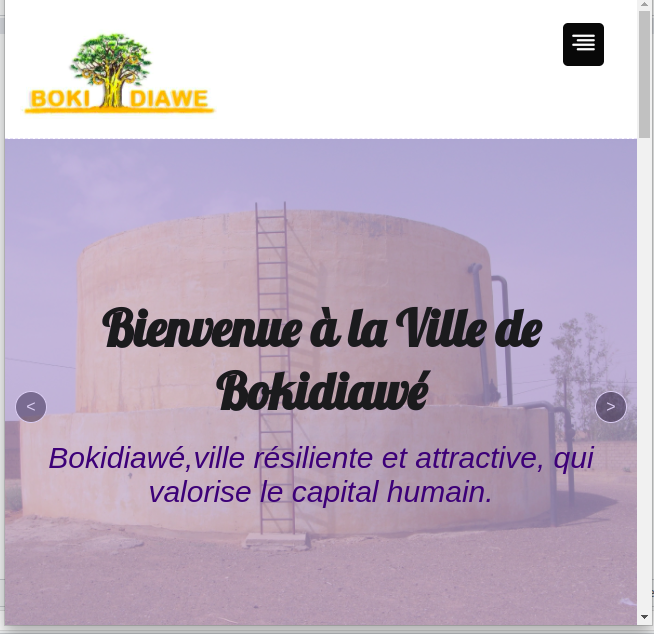 BOKI DIAWE
Bienvenue à la Ville de
Bokidiawé
<
>
Bokidiawé,ville résiliente et attractive, qui
valorise le capital humain.